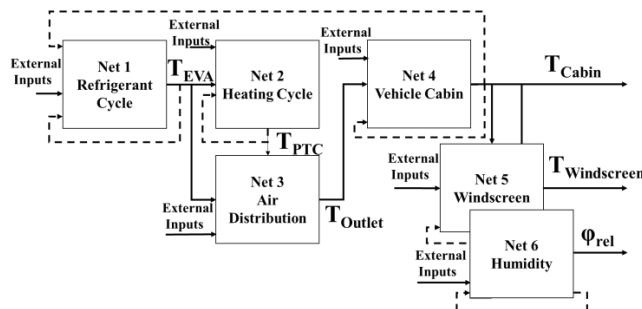 External
Inputs
Net 1
Refrigerant
Cycle
T_EVA
External
Inputs
Net 2
Heating Cycle
T_PTC
External
Inputs
Net 3
Air
Distribution
T_Outlet
External
Inputs
Net 4
Vehicle Cabin
T_Cabin
External
Inputs
Net 5
Windscreen
T_Windscreen
External
Inputs
Net 6
Humidity
φ_rel